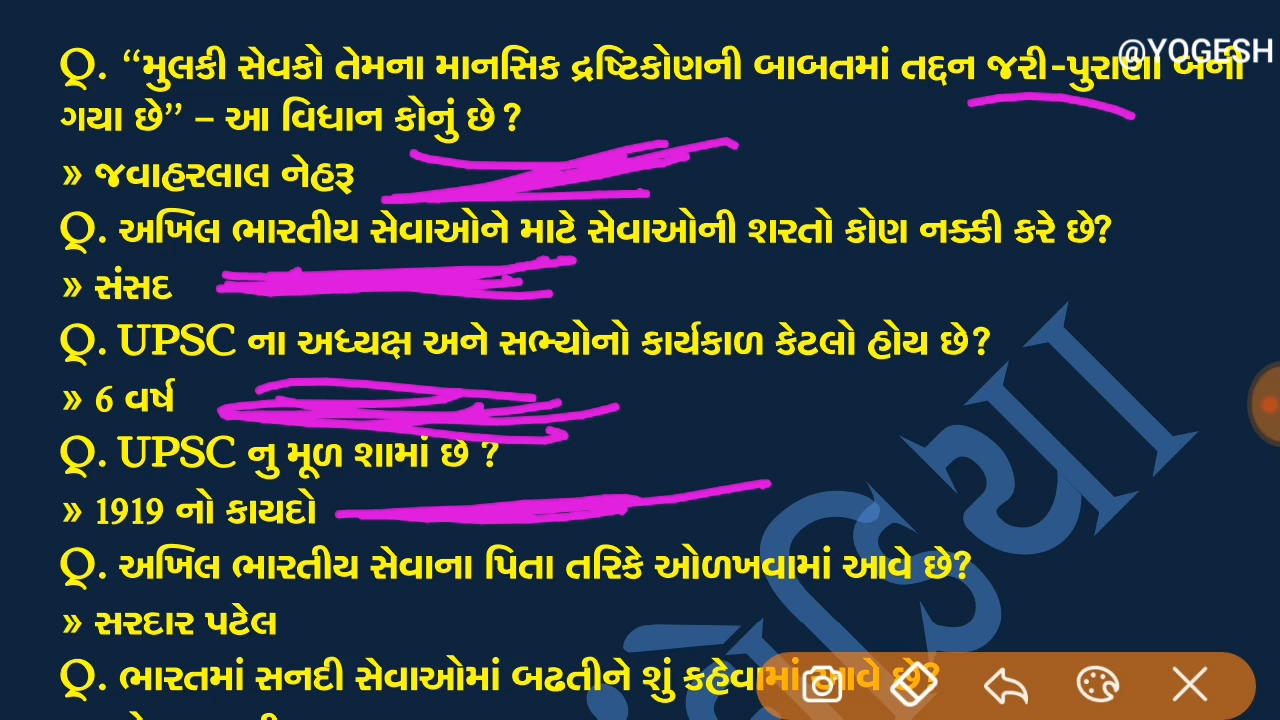 @YOGESH
Q. “મુલકી સેવકો તેમના માનસિક દ્રષ્ટિકોણની બાબતમાં તદ્દન જરી-પુરાણા બની
ગયા છે” – આ વિધાન કોનું છે ?
» જવાહરલાલ નેહરૂ
Q. અખિલ ભારતીય સેવાઓને માટે સેવાઓની શરતો કોણ નક્કી કરે છે?
» સંસદ
Q. UPSC ના અધ્યક્ષ અને સભ્યોનો કાર્યકાળ કેટલો હોય છે?
» 6 વર્ષ
Q. UPSC નુ મૂળ શામાં છે ?
» 1919 નો કાયદો
Q. અખિલ ભારતીય સેવાના પિતા તરિકે ઓળખવામાં આવે છે?
» સરદાર પટેલ
Q. ભારતમાં સનદી સેવાઓમાં બઢતીને શું કહેવામાં આવે છે?